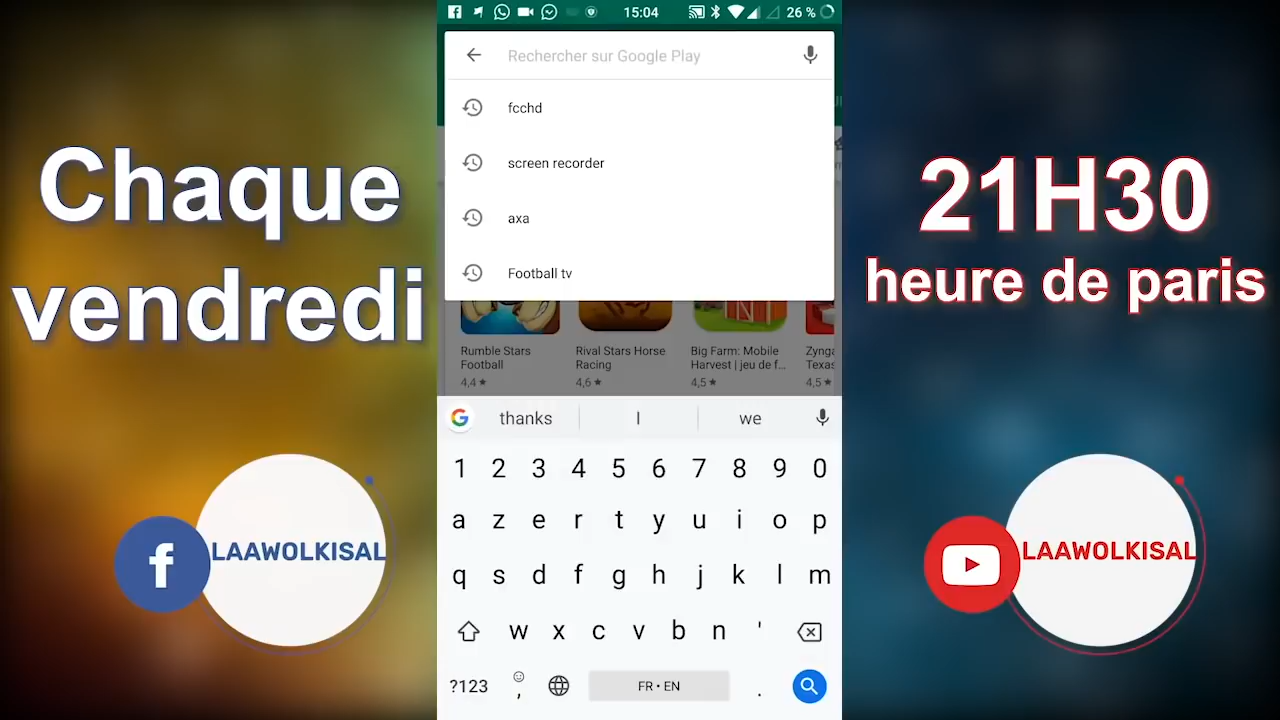 Chaque
vendredi
LAAWOLKISAL
15:04
26 %
Rechercher sur Google Play
fcchd
screen recorder
axa
Football tv
Rumble Stars
Football
4,4★
Rival Stars Horse
Racing
4,6★
Big Farm: Mobile
Harvest | jeu de f...
4,5★
Zynga
Texas
4,5★
thanks
I
we
1 2 3 4 5 6 7 8 9 0
a z e r t y u i o p
q s d f g h j k l m
w x c v b n '
?123 , FR • EN .
21H30
heure de paris
LAAWOLKISAL